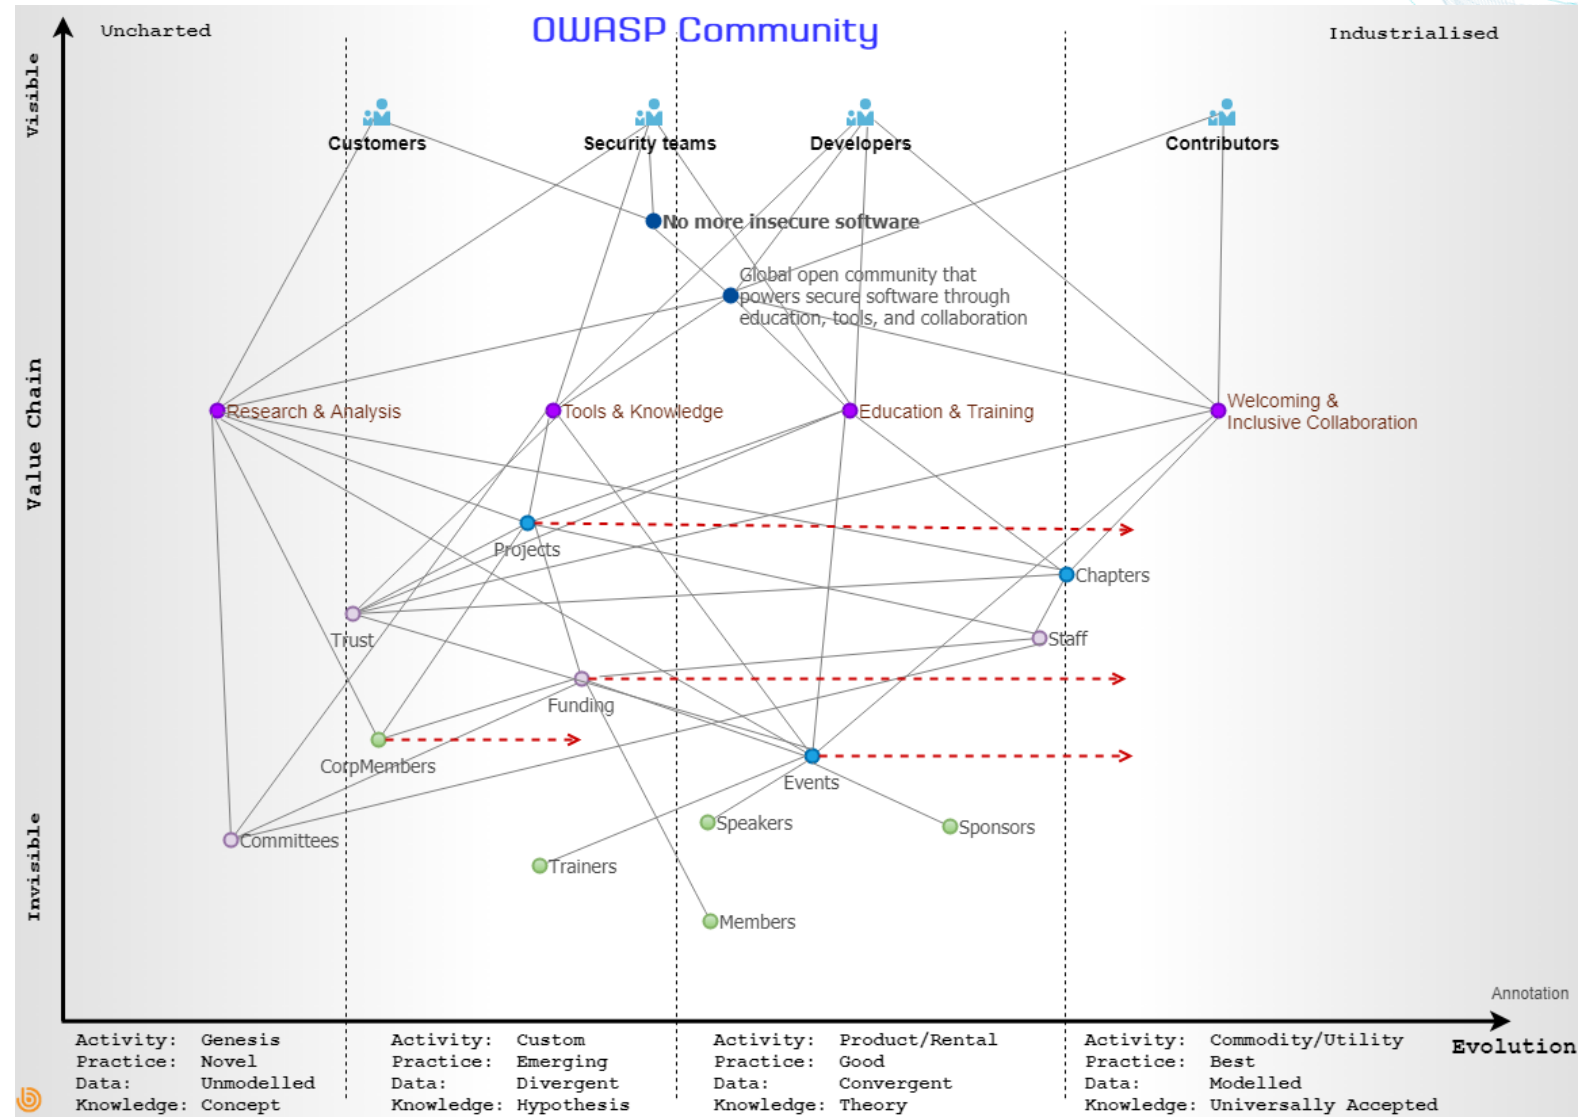 OWASP Community
Uncharted
Industrialised
Visible
Value Chain
Invisible
Customers
Security teams
Developers
Contributors
No more insecure software
Global open community that
powers secure software through
education, tools, and collaboration
Research & Analysis
Tools & Knowledge
Education & Training
Welcoming &
Inclusive Collaboration
Projects
Chapters
Trust
Staff
Funding
CorpMembers
Events
Committees
Speakers
Sponsors
Trainers
Members
Annotation
Evolution
Activity: Genesis
Practice: Novel
Data: Unmodelled
Knowledge: Concept
Activity: Custom
Practice: Emerging
Data: Divergent
Knowledge: Hypothesis
Activity: Product/Rental
Practice: Good
Data: Convergent
Knowledge: Theory
Activity: Commodity/Utility
Practice: Best
Data: Modelled
Knowledge: Universally Accepted